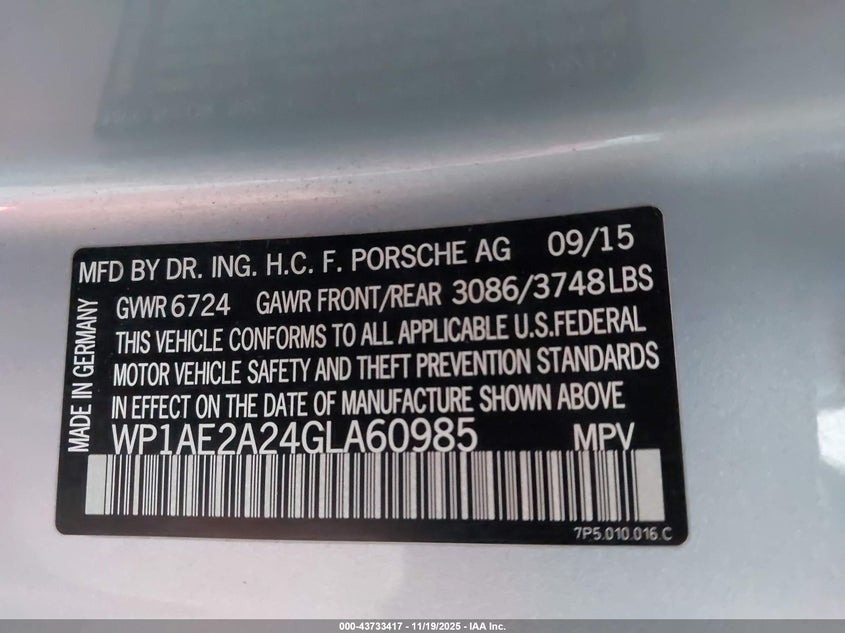 MFD BY DR. ING. H.C. F. PORSCHE AG 09/15
GVWR 6724 GAWR FRONT/REAR 3086/3748 LBS
THIS VEHICLE CONFORMS TO ALL APPLICABLE U.S.FEDERAL
MOTOR VEHICLE SAFETY AND THEFT PREVENTION STANDARDS
IN EFFECT ON THE DATE OF MANUFACTURE SHOWN ABOVE
WP1AE2A24GLA60985 MPV
MADE IN GERMANY
7P5.010.016.C
000-43733417 - 11/19/2025 - IAA Inc.